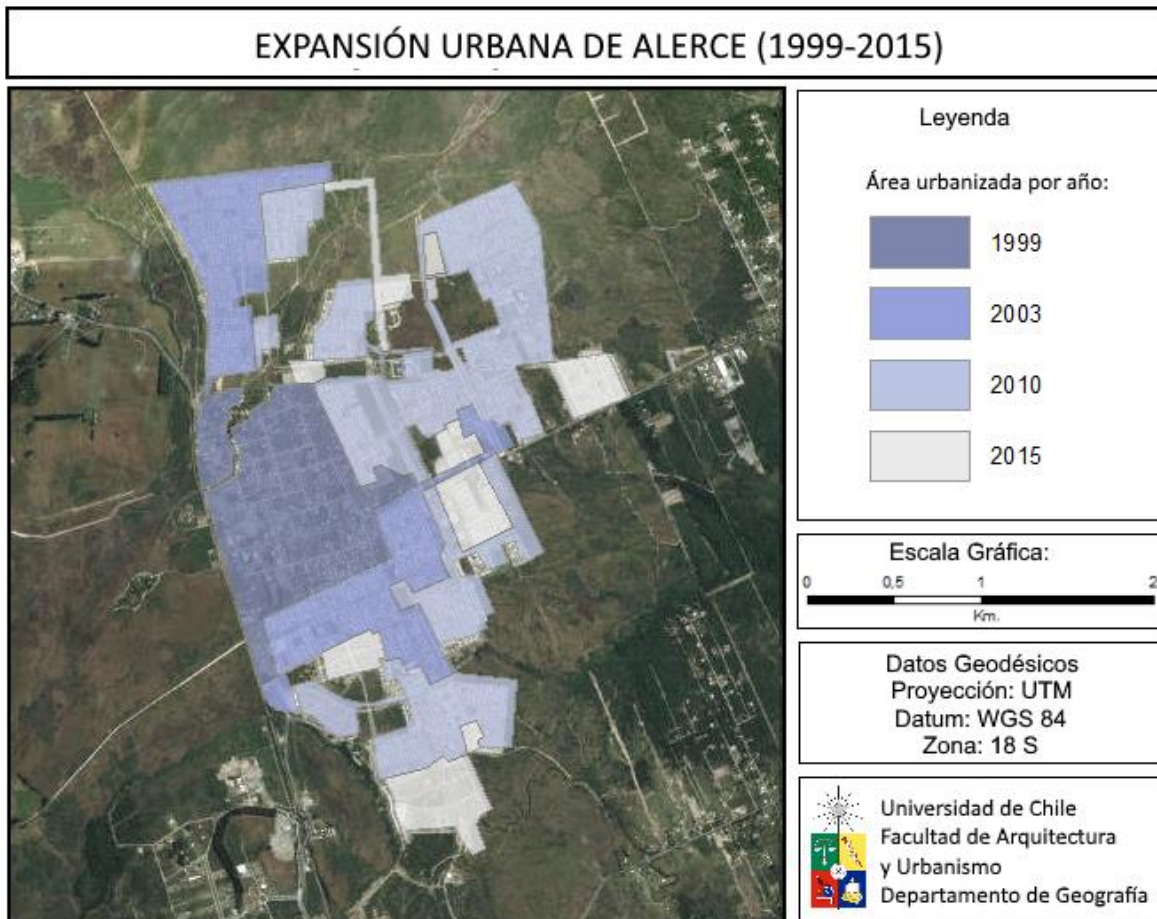 EXPANSIÓN URBANA DE ALERCE (1999-2015)
Leyenda
Área urbanizada por año:
1999
2003
2010
2015
Escala Gráfica:
0 0,5 1 2
Km.
Datos Geodésicos
Proyección: UTM
Datum: WGS 84
Zona: 18 S
Universidad de Chile
Facultad de Arquitectura
y Urbanismo
Departamento de Geografía